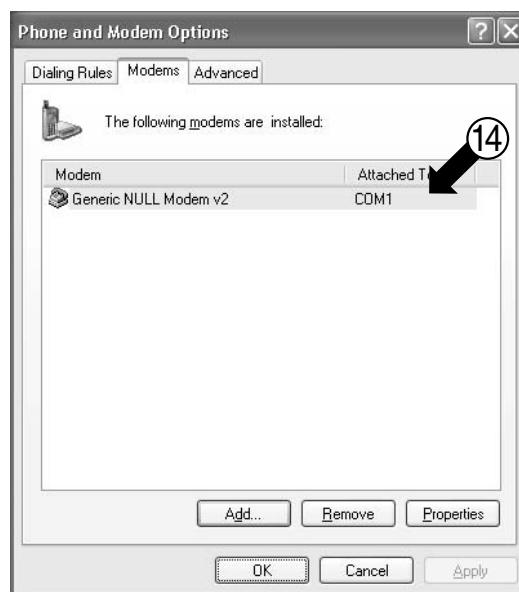 Phone and Modem Options
Dialing Rules Modems Advanced
The following modems are installed:
14
Modem Attached T
Generic NULL Modem v2 COM1
Add... Remove Properties
OK Cancel Apply